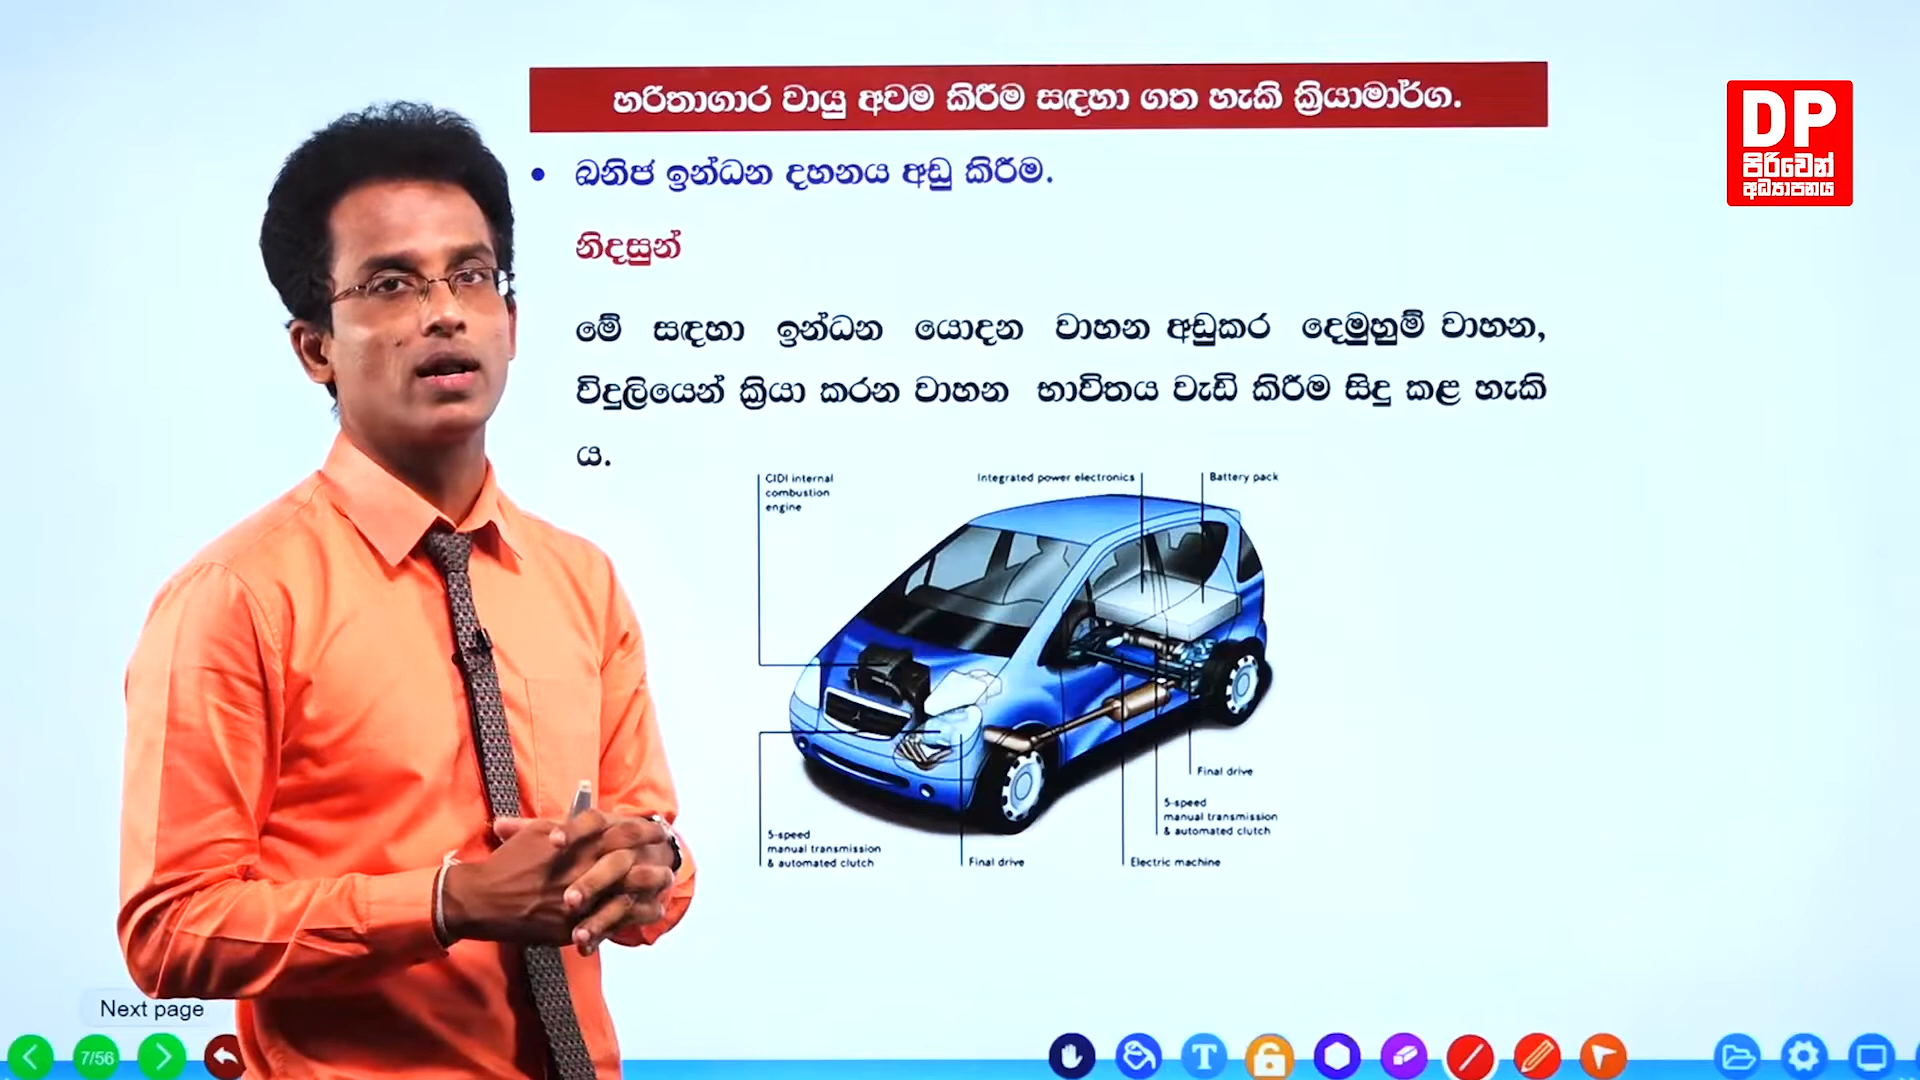 හරිතාගාර වායු අවම කිරීම සඳහා ගත හැකි ක්‍රියාමාර්ග.
DP
පිරිවෙන්
අධ්‍යාපනය
• ඛනිජ ඉන්ධන දහනය අඩු කිරීම.
නිදසුන්
මේ සඳහා ඉන්ධන යොදන වාහන අඩුකර දෙමුහුම් වාහන,
විදුලියෙන් ක්‍රියා කරන වාහන භාවිතය වැඩි කිරීම සිදු කළ හැකි
ය.
CIDI internal
combustion
engine
Integrated power electronics
Battery pack
Final drive
5-speed
manual transmission
& automated clutch
5-speed
manual transmission
& automated clutch
Final drive
Electric machine
Next page
7/56
T